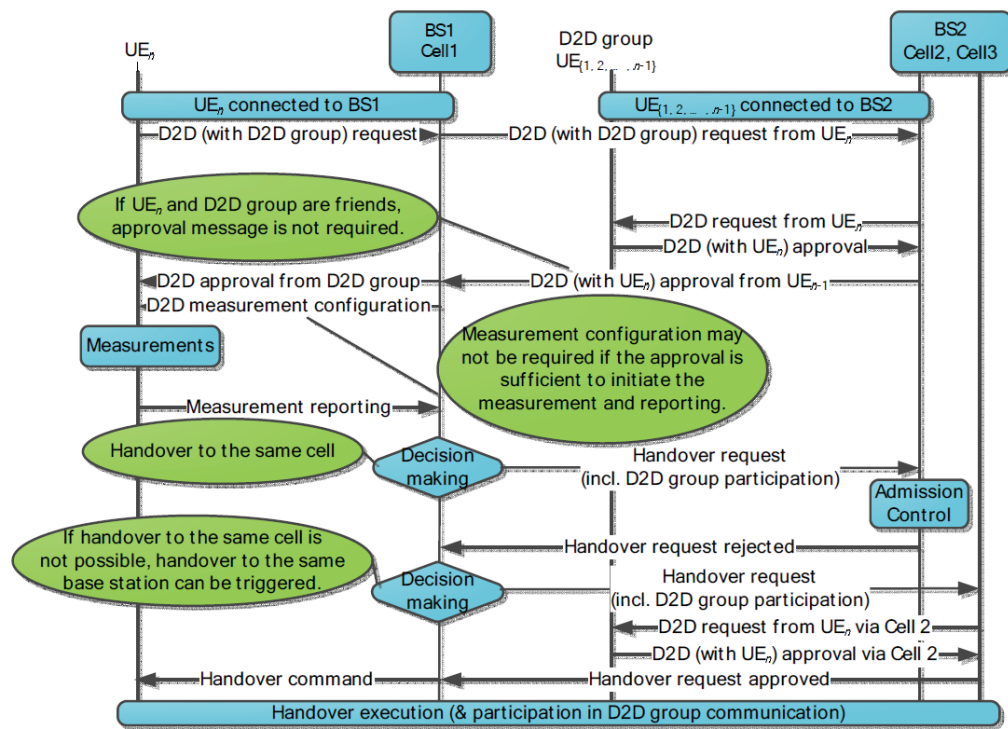 UEn
BS1
Cell1
D2D group
UE{1, 2, ..., n-1}
BS2
Cell2, Cell3
UEn connected to BS1
UE{1, 2, ..., n-1} connected to BS2
D2D (with D2D group) request
D2D (with D2D group) request from UEn
If UEn and D2D group are friends,
approval message is not required.
D2D request from UEn
D2D (with UEn) approval
D2D approval from D2D group
D2D (with UEn) approval from UEn-1
D2D measurement configuration
Measurements
Measurement configuration may
not be required if the approval is
sufficient to initiate the
measurement and reporting.
Measurement reporting
Handover to the same cell
Decision
making
Handover request
(incl. D2D group participation)
Admission
Control
If handover to the same cell is
not possible, handover to the same
base station can be triggered.
Handover request rejected
Decision
making
Handover request
(incl. D2D group participation)
D2D request from UEn via Cell 2
D2D (with UEn) approval via Cell 2
Handover command
Handover request approved
Handover execution (& participation in D2D group communication)